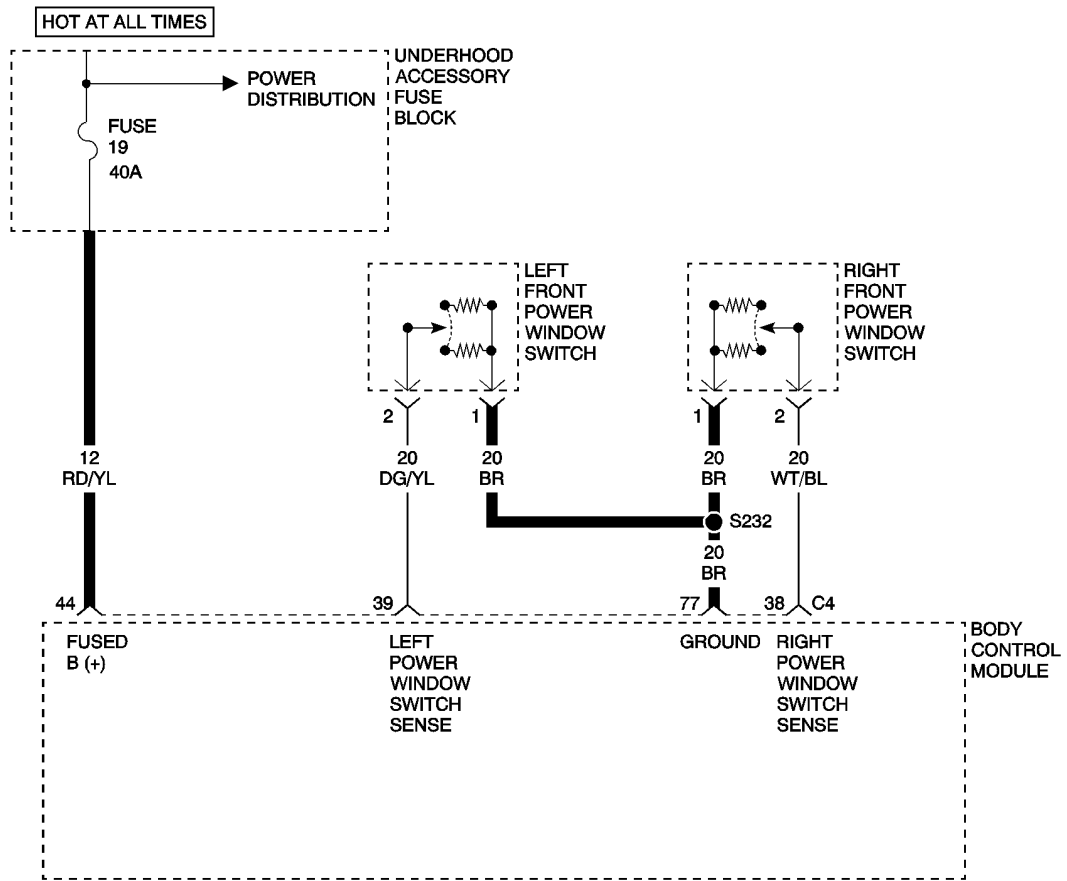 HOT AT ALL TIMES
UNDERHOOD
ACCESSORY
FUSE
BLOCK
POWER
DISTRIBUTION
FUSE
19
40A
LEFT
FRONT
POWER
WINDOW
SWITCH
RIGHT
FRONT
POWER
WINDOW
SWITCH
2
1
1
2
12
RD/YL
20
DG/YL
20
BR
20
BR
20
WT/BL
S232
20
BR
44
39
77
38
C4
FUSED
B (+)
LEFT
POWER
WINDOW
SWITCH
SENSE
GROUND
RIGHT
POWER
WINDOW
SWITCH
SENSE
BODY
CONTROL
MODULE